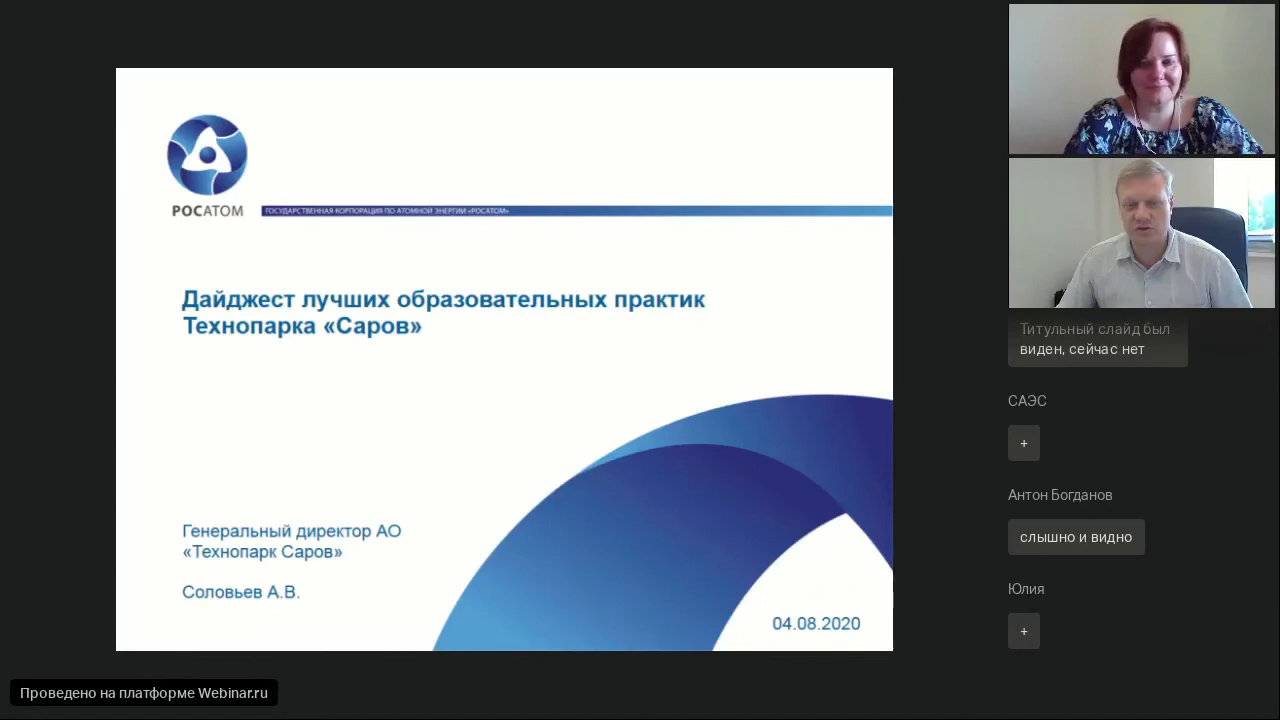 РОСАТОМ
ГОСУДАРСТВЕННАЯ КОРПОРАЦИЯ ПО АТОМНОЙ ЭНЕРГИИ «РОСАТОМ»
Дайджест лучших образовательных практик
Технопарка «Саров»
Генеральный директор АО
«Технопарк Саров»
Соловьев А.В.
04.08.2020
Титульный слайд был
виден, сейчас нет
САЭС
+
Антон Богданов
слышно и видно
Юлия
+
Проведено на платформе Webinar.ru